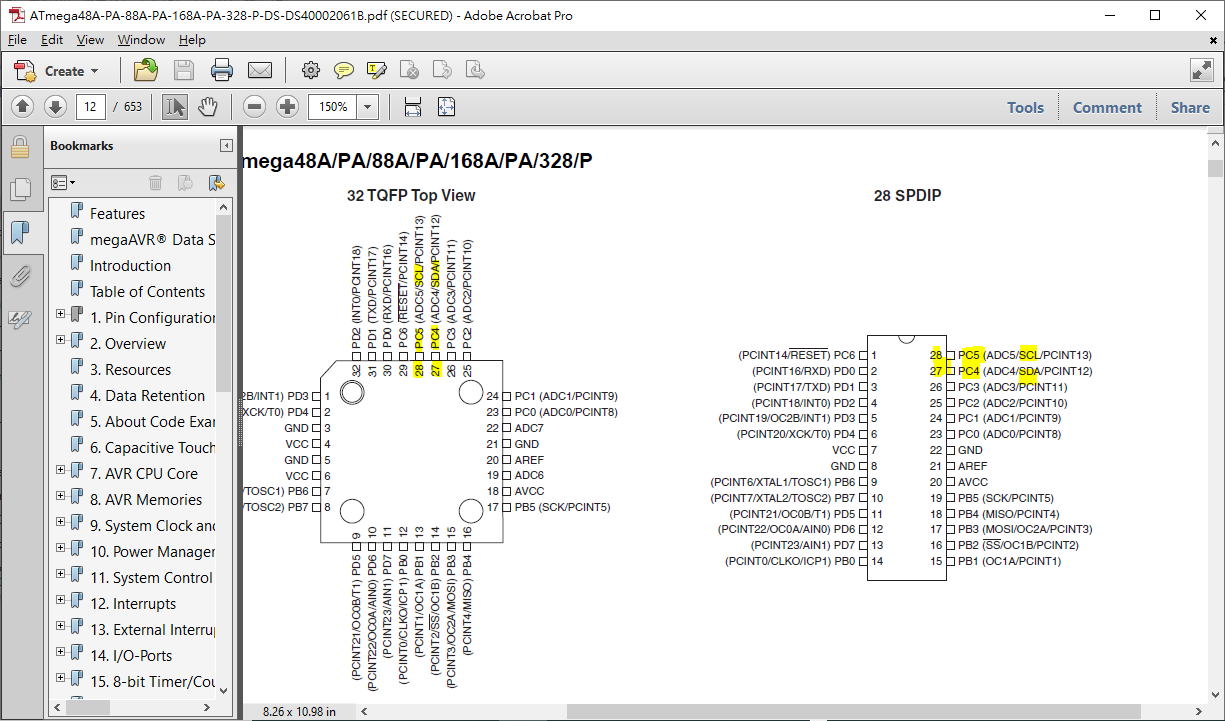 ATmega48A-PA-88A-PA-168A-PA-328-P-DS-DS40002061B.pdf (SECURED) - Adobe Acrobat Pro
File Edit View Window Help
Create
12 / 653 150% Tools Comment Share
Bookmarks
Features
megaAVR® Data S
Introduction
Table of Contents
1. Pin Configuration
2. Overview
3. Resources
4. Data Retention
5. About Code Exar
6. Capacitive Touch
7. AVR CPU Core
8. AVR Memories
9. System Clock and
10. Power Manager
11. System Control
12. Interrupts
13. External Interrup
14. I/O-Ports
15. 8-bit Timer/Cou
mega48A/PA/88A/PA/168A/PA/328/P
32 TQFP Top View
PD2 (INT0/PCINT18)
PD1 (TXD/PCINT17)
PD0 (RXD/PCINT16)
PC6 (RESET/PCINT14)
PC5 (ADC5/SCL/PCINT13)
PC4 (ADC4/SDA/PCINT12)
PC3 (ADC3/PCINT11)
PC2 (ADC2/PCINT10)
32 31 30 29 28 27 26 25
2B/INT1) PD3 1 24 PC1 (ADC1/PCINT9)
XCK/T0) PD4 2 23 PC0 (ADC0/PCINT8)
GND 3 22 ADC7
VCC 4 21 GND
GND 5 20 AREF
VCC 6 19 ADC6
/TOSC1) PB6 7 18 AVCC
/TOSC2) PB7 8 17 PB5 (SCK/PCINT5)
9 10 11 12 13 14 15 16
(PCINT21/OC0B/T1) PD5
(PCINT22/OC0A/AIN0) PD6
(PCINT23/AIN1) PD7
(PCINT0/CLKO/ICP1) PB0
(PCINT1/OC1A) PB1
(PCINT2/SS/OC1B) PB2
(PCINT3/OC2A/MOSI) PB3
(PCINT4/MISO) PB4
28 SPDIP
(PCINT14/RESET) PC6 1 28 PC5 (ADC5/SCL/PCINT13)
(PCINT16/RXD) PD0 2 27 PC4 (ADC4/SDA/PCINT12)
(PCINT17/TXD) PD1 3 26 PC3 (ADC3/PCINT11)
(PCINT18/INT0) PD2 4 25 PC2 (ADC2/PCINT10)
(PCINT19/OC2B/INT1) PD3 5 24 PC1 (ADC1/PCINT9)
(PCINT20/XCK/T0) PD4 6 23 PC0 (ADC0/PCINT8)
VCC 7 22 GND
GND 8 21 AREF
(PCINT6/XTAL1/TOSC1) PB6 9 20 AVCC
(PCINT7/XTAL2/TOSC2) PB7 10 19 PB5 (SCK/PCINT5)
(PCINT21/OC0B/T1) PD5 11 18 PB4 (MISO/PCINT4)
(PCINT22/OC0A/AIN0) PD6 12 17 PB3 (MOSI/OC2A/PCINT3)
(PCINT23/AIN1) PD7 13 16 PB2 (SS/OC1B/PCINT2)
(PCINT0/CLKO/ICP1) PB0 14 15 PB1 (OC1A/PCINT1)
8.26 x 10.98 in